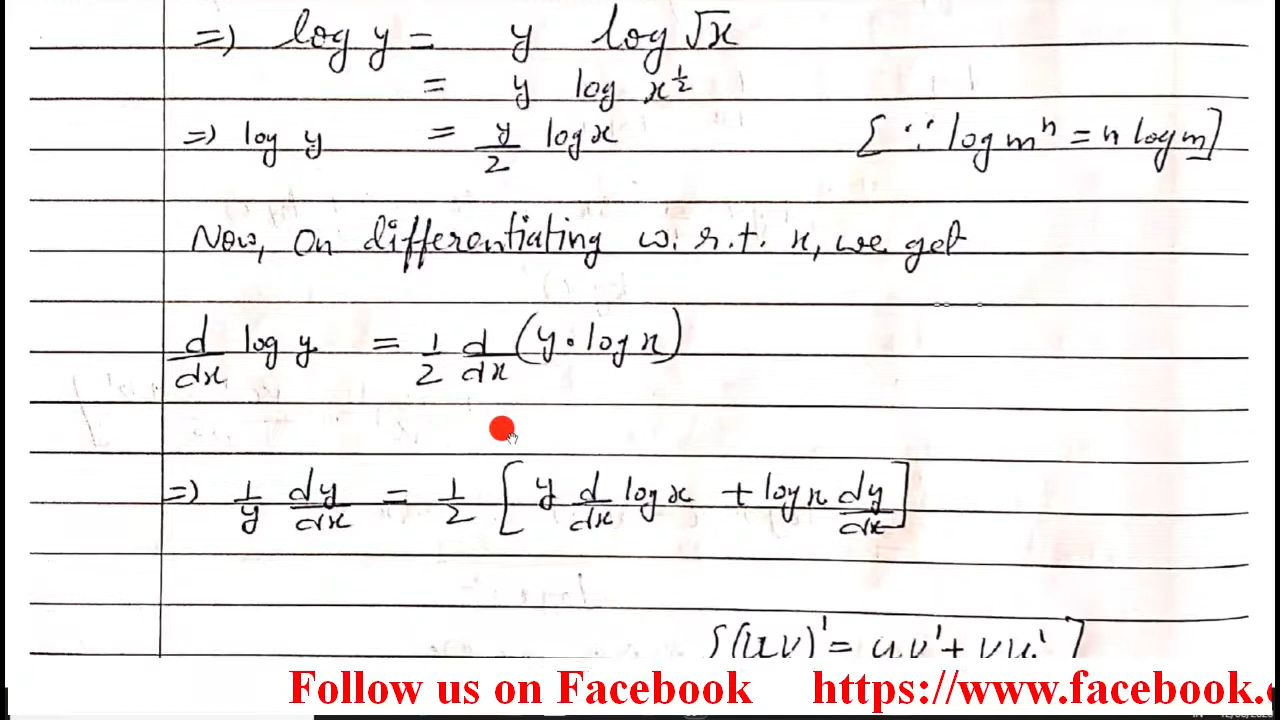 =) log y = y log √x
= y log x^½
=) log y = y/2 log x [∵ log mⁿ = n log m]
Now, on differentiating w.r.t. x, we get
d/dx log y = 1/2 d/dx (y · log x)
=) 1/y dy/dx = 1/2 [y d/dx log x + log x dy/dx]
[(uv)' = uv' + vu']
Follow us on Facebook https://www.facebook.c